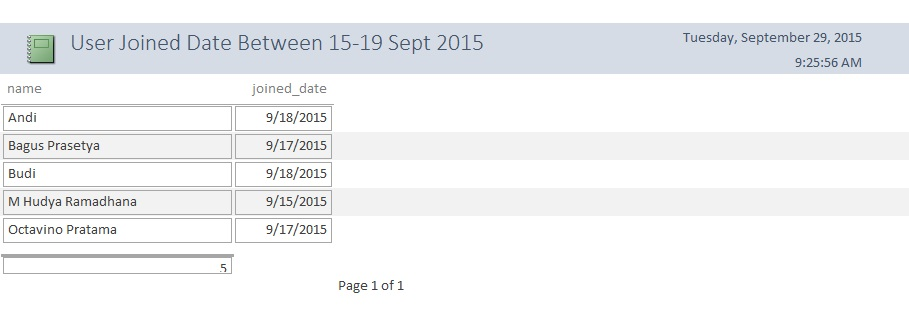 User Joined Date Between 15-19 Sept 2015
Tuesday, September 29, 2015
9:25:56 AM
name joined_date
Andi 9/18/2015
Bagus Prasetya 9/17/2015
Budi 9/18/2015
M Hudya Ramadhana 9/15/2015
Octavino Pratama 9/17/2015
5
Page 1 of 1